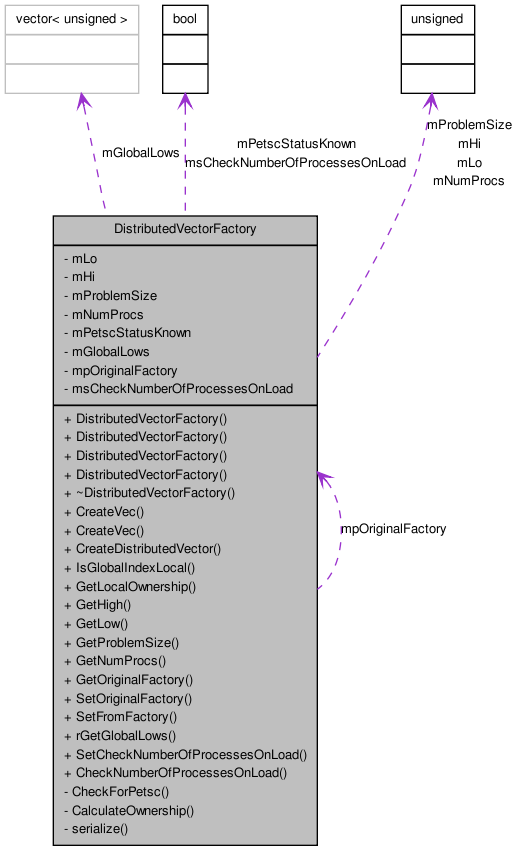 vector< unsigned >
bool
unsigned
mGlobalLows
mPetscStatusKnown
msCheckNumberOfProcessesOnLoad
mProblemSize
mHi
mLo
mNumProcs
DistributedVectorFactory
- mLo
- mHi
- mProblemSize
- mNumProcs
- mPetscStatusKnown
- mGlobalLows
- mpOriginalFactory
- msCheckNumberOfProcessesOnLoad
+ DistributedVectorFactory()
+ DistributedVectorFactory()
+ DistributedVectorFactory()
+ DistributedVectorFactory()
+ ~DistributedVectorFactory()
+ CreateVec()
+ CreateVec()
+ CreateDistributedVector()
+ IsGlobalIndexLocal()
+ GetLocalOwnership()
+ GetHigh()
+ GetLow()
+ GetProblemSize()
+ GetNumProcs()
+ GetOriginalFactory()
+ SetOriginalFactory()
+ SetFromFactory()
+ rGetGlobalLows()
+ SetCheckNumberOfProcessesOnLoad()
+ CheckNumberOfProcessesOnLoad()
- CheckForPetsc()
- CalculateOwnership()
- serialize()
mpOriginalFactory